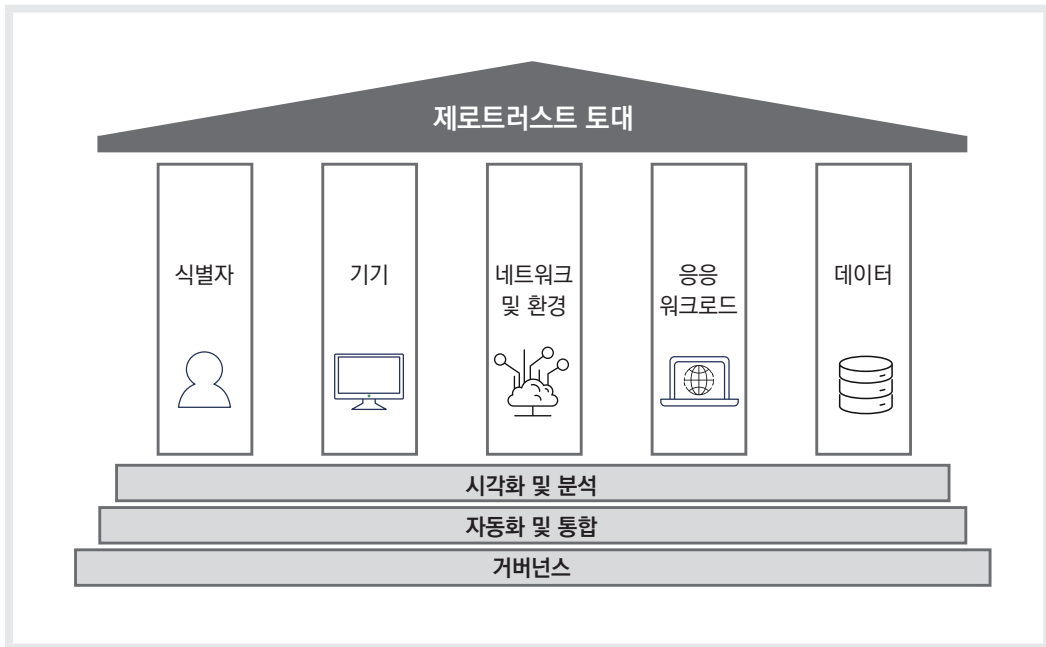 제로트러스트 토대
식별자
기기
네트워크
및 환경
응응
워크로드
데이터
시각화 및 분석
자동화 및 통합
거버넌스